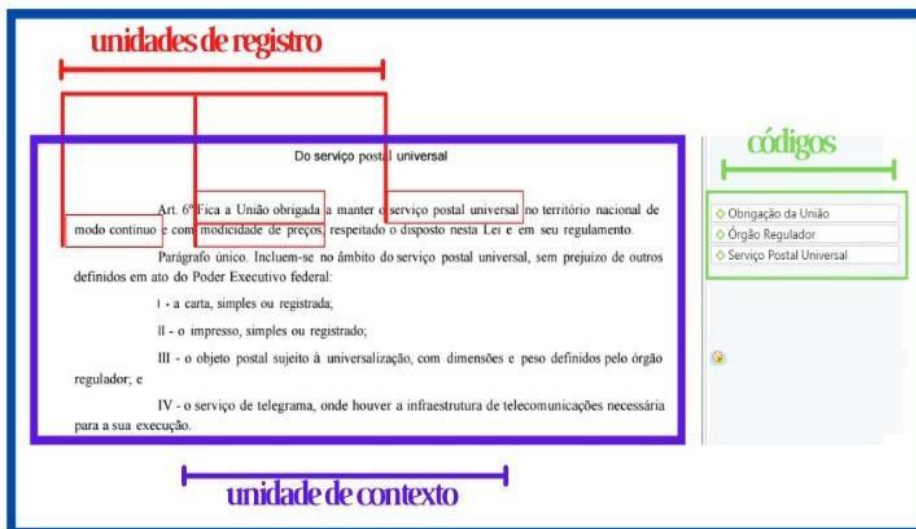 unidades de registro
Do serviço postal universal
Art. 6º Fica a União obrigada a manter o serviço postal universal no território nacional de
modo contínuo e com modicidade de preços, respeitado o disposto nesta Lei e em seu regulamento.
Parágrafo único. Incluem-se no âmbito do serviço postal universal, sem prejuízo de outros
definidos em ato do Poder Executivo federal:
I - a carta, simples ou registrada;
II - o impresso, simples ou registrado;
III - o objeto postal sujeito à universalização, com dimensões e peso definidos pelo órgão
regulador; e
IV - o serviço de telegrama, onde houver a infraestrutura de telecomunicações necessária
para a sua execução.
unidade de contexto
códigos
Obrigação da União
Órgão Regulador
Serviço Postal Universal